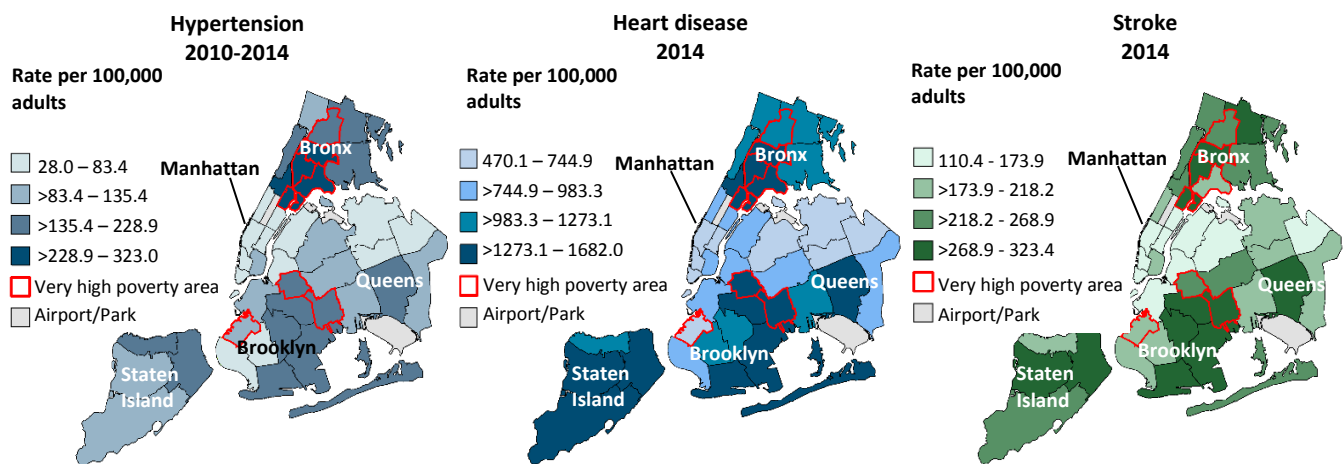 Hypertension
2010-2014
Rate per 100,000
adults
28.0 – 83.4
>83.4 – 135.4
>135.4 – 228.9
>228.9 – 323.0
Very high poverty area
Airport/Park
Manhattan
Bronx
Queens
Brooklyn
Staten
Island
Heart disease
2014
Rate per 100,000
adults
470.1 – 744.9
>744.9 – 983.3
>983.3 – 1273.1
>1273.1 – 1682.0
Very high poverty area
Airport/Park
Manhattan
Bronx
Queens
Brooklyn
Staten
Island
Stroke
2014
Rate per 100,000
adults
110.4 - 173.9
>173.9 - 218.2
>218.2 - 268.9
>268.9 - 323.4
Very high poverty area
Airport/Park
Manhattan
Bronx
Queens
Brooklyn
Staten
Island